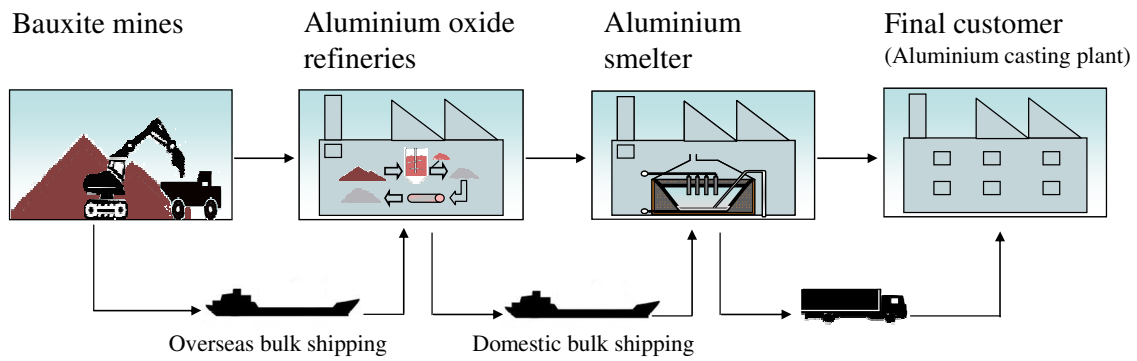 Bauxite mines
Aluminium oxide
refineries
Aluminium
smelter
Final customer
(Aluminium casting plant)
Overseas bulk shipping
Domestic bulk shipping